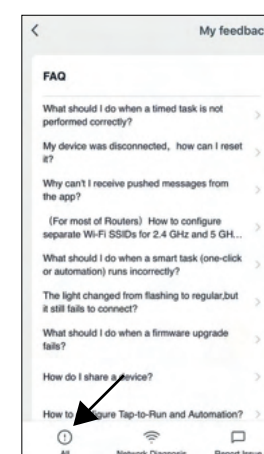 My feedbac
FAQ
What should I do when a timed task is not
performed correctly?
My device was disconnected, how can I reset
it?
Why can't I receive pushed messages from
the app?
(For most of Routers) How to configure
separate Wi-Fi SSIDs for 2.4 GHz and 5 GH...
What should I do when a smart task (one-click
or automation) runs incorrectly?
The light changed from flashing to regular,but
it still fails to connect?
What should I do when a firmware upgrade
fails?
How do I share a device?
How to configure Tap-to-Run and Automation?
All
Network Diagnosis
Report Issue